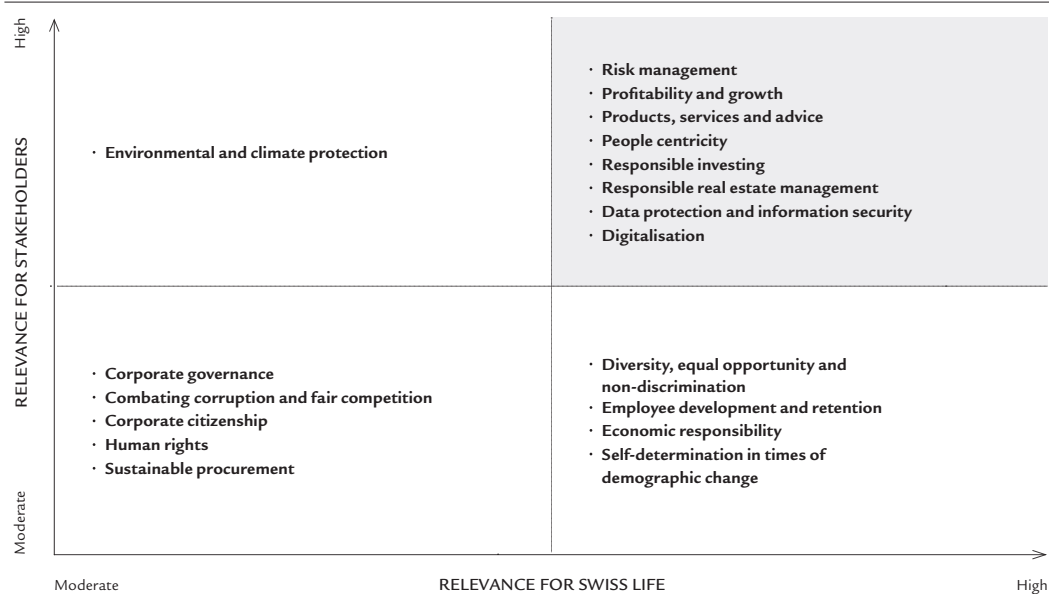 High
RELEVANCE FOR STAKEHOLDERS
Moderate
· Environmental and climate protection
· Risk management
· Profitability and growth
· Products, services and advice
· People centricity
· Responsible investing
· Responsible real estate management
· Data protection and information security
· Digitalisation
· Corporate governance
· Combating corruption and fair competition
· Corporate citizenship
· Human rights
· Sustainable procurement
· Diversity, equal opportunity and
non-discrimination
· Employee development and retention
· Economic responsibility
· Self-determination in times of
demographic change
Moderate
RELEVANCE FOR SWISS LIFE
High